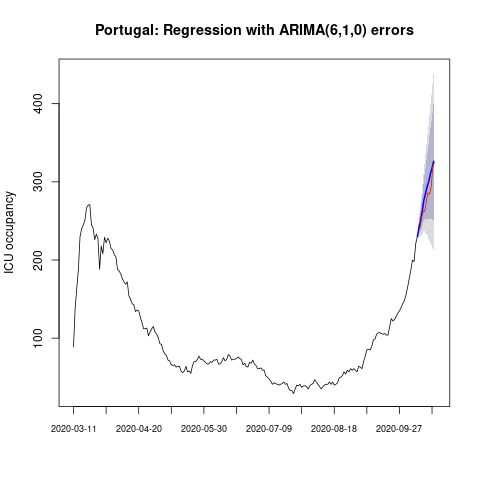 Portugal: Regression with ARIMA(6,1,0) errors
ICU occupancy
400
300
200
100
2020-03-11 2020-04-20 2020-05-30 2020-07-09 2020-08-18 2020-09-27